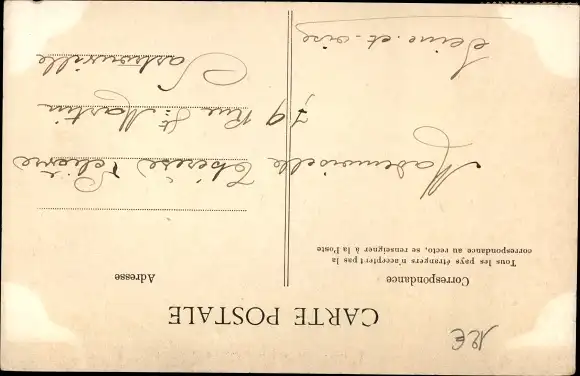 CARTE POSTALE
Correspondance
Tous les pays étrangers n'acceptent pas la
correspondance au recto, se renseigner à la Poste
Adresse
Mademoiselle Thérèse
79 Rue St Martin
Sartrouville
Seine-et-oise
12€